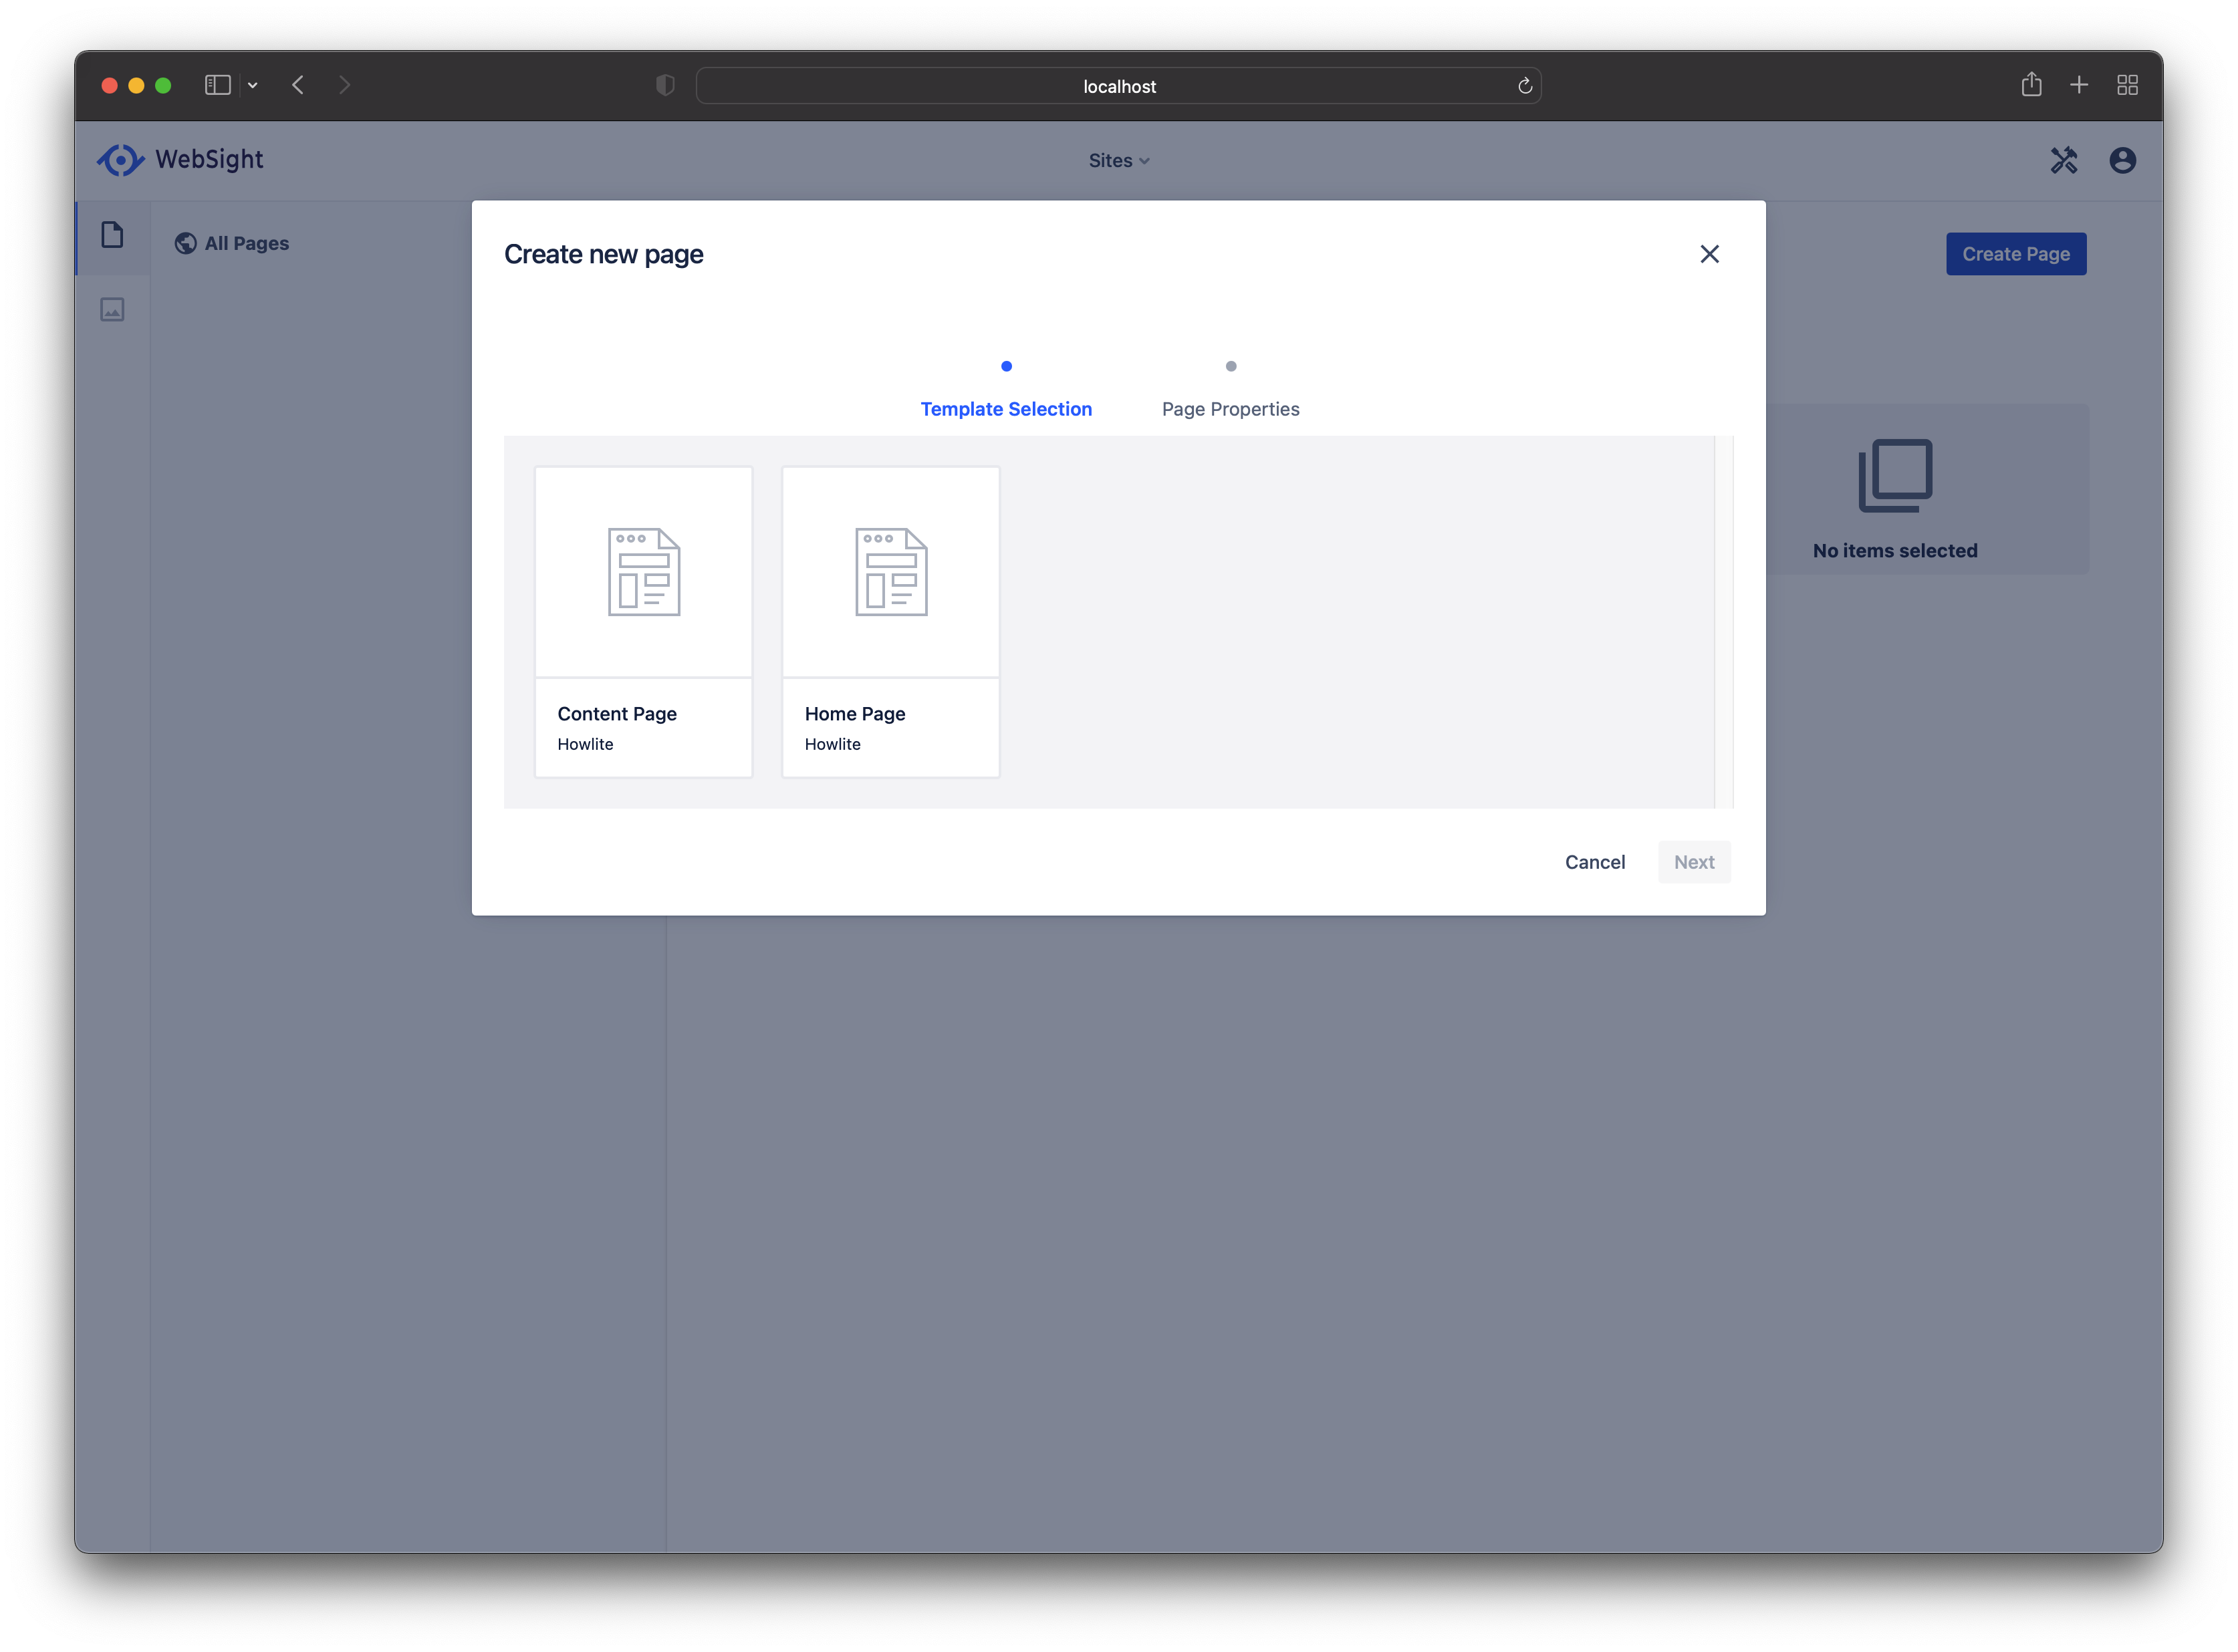 localhost
WebSight
Sites
All Pages
Create Page
Create new page
Template Selection
Page Properties
No items selected
Content Page
Howlite
Home Page
Howlite
Cancel
Next